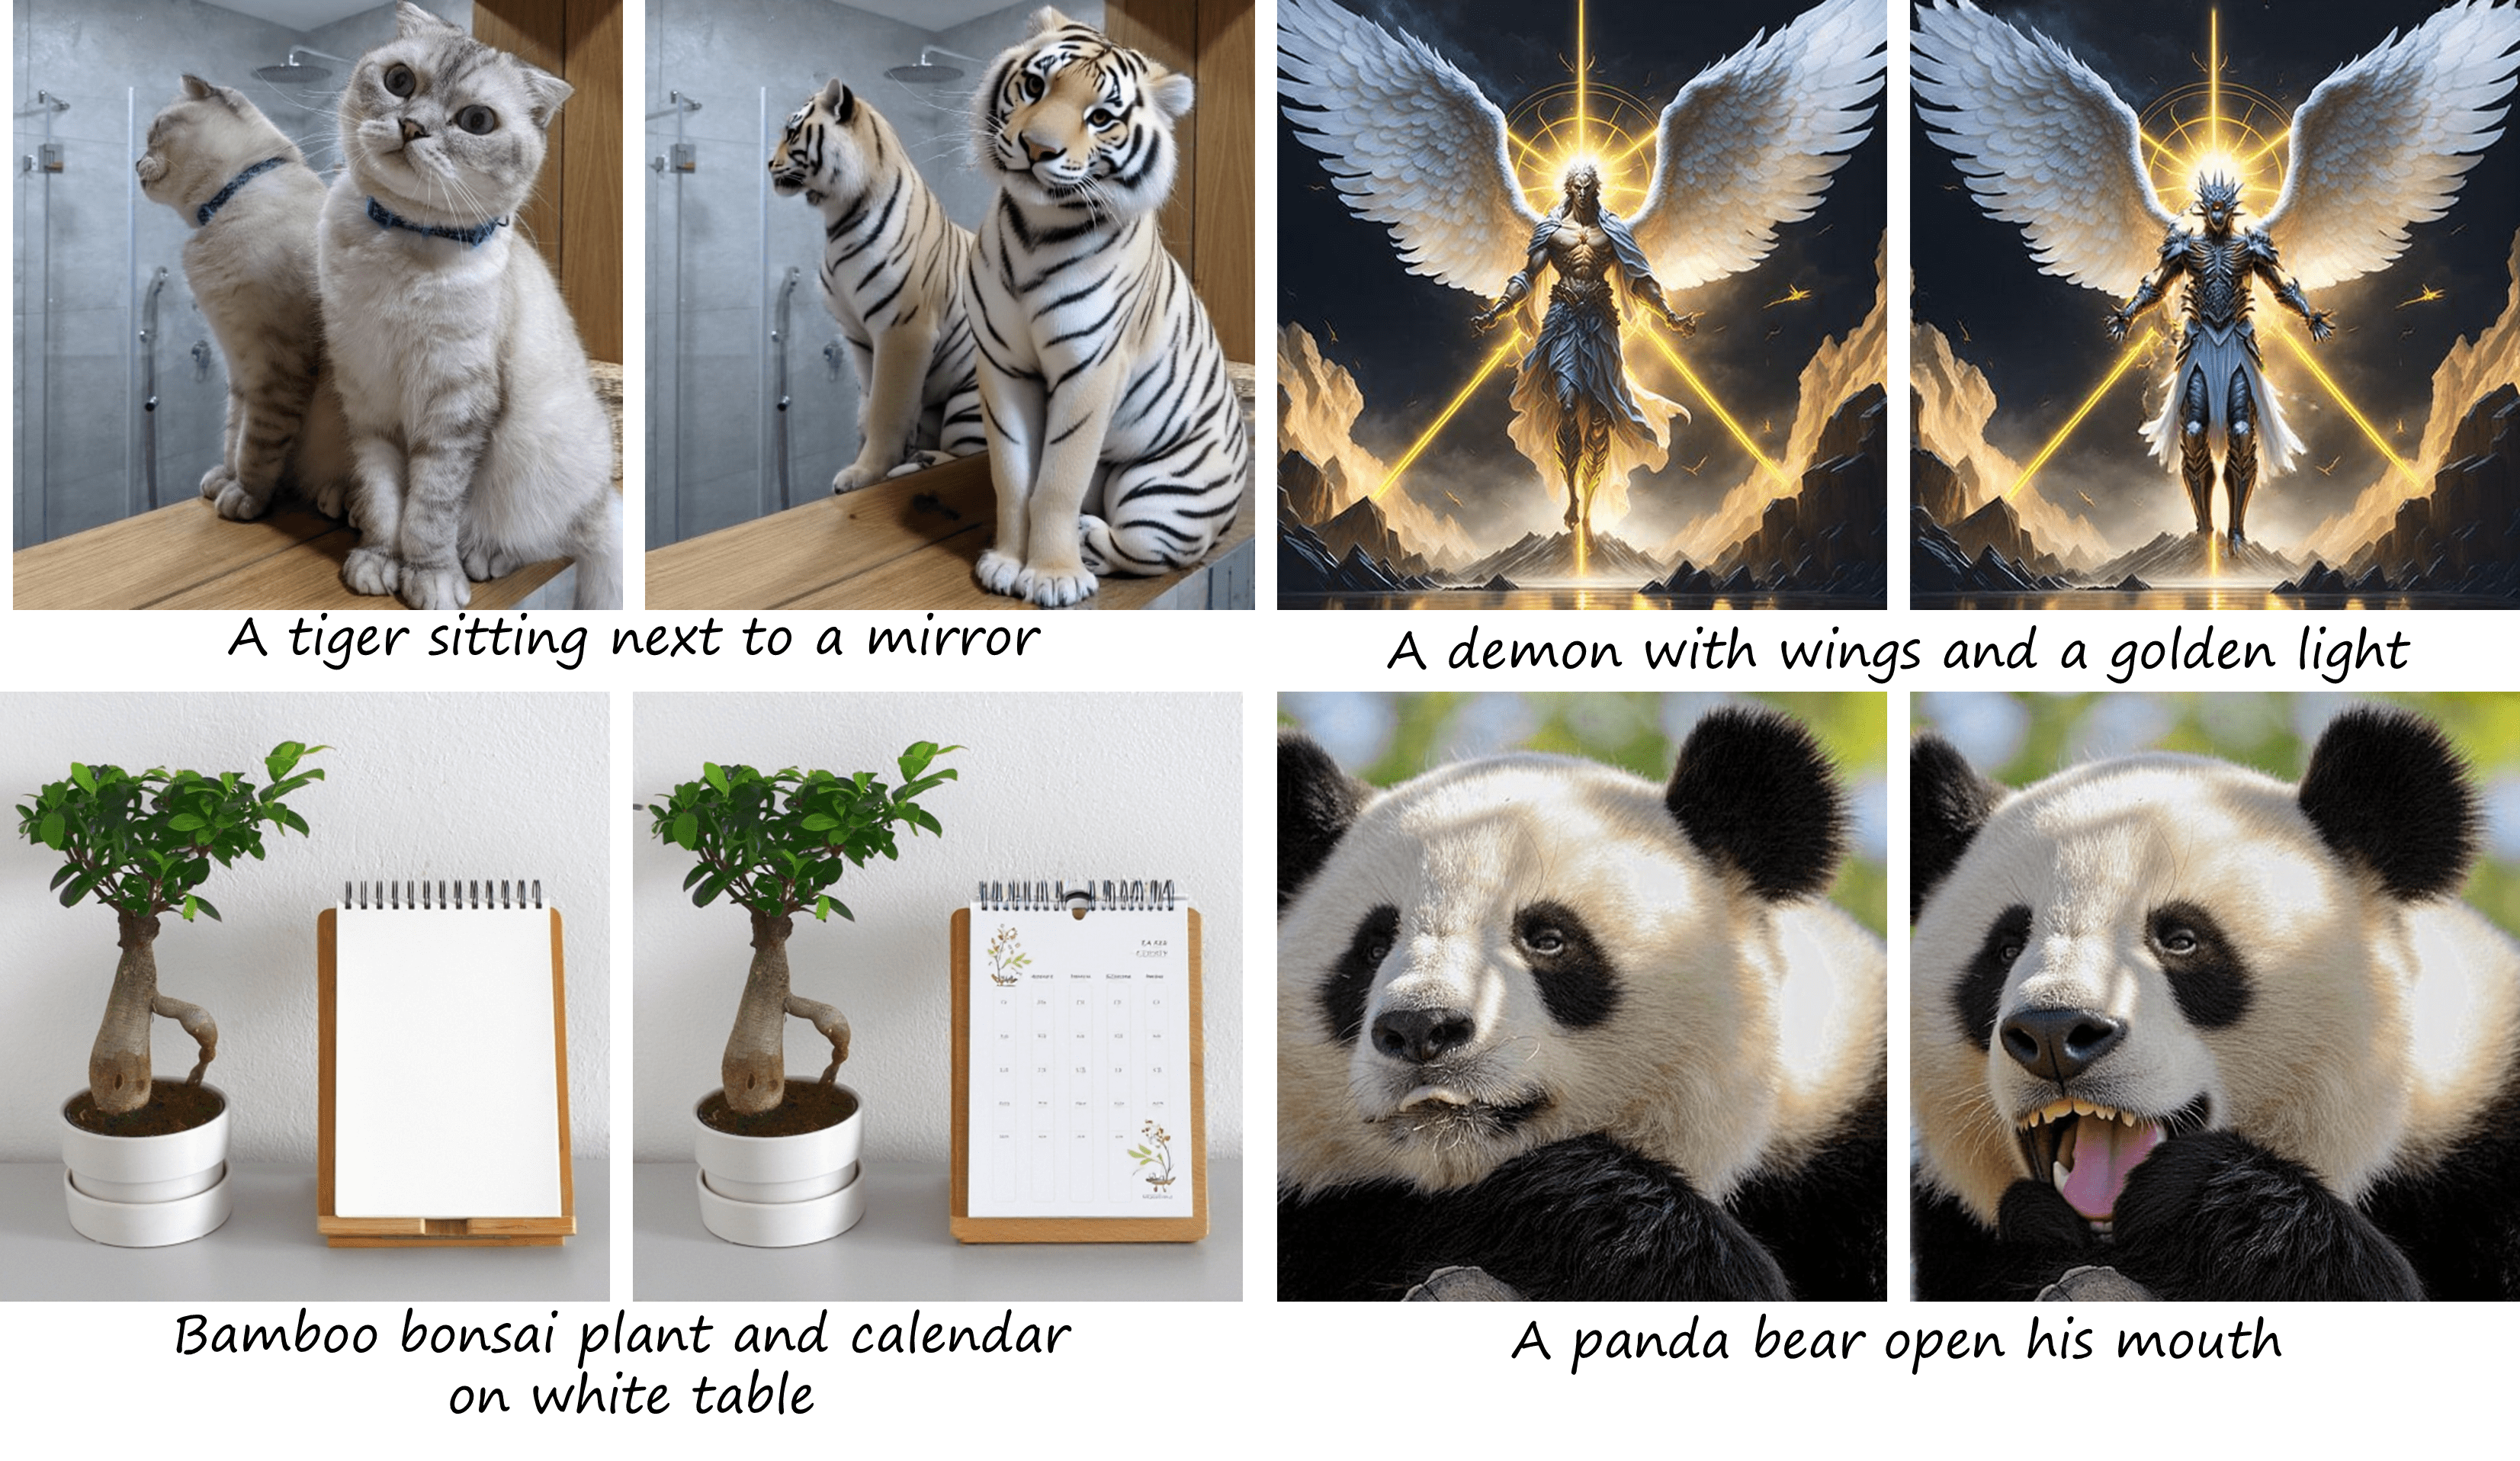 A tiger sitting next to a mirror
A demon with wings and a golden light
Bamboo bonsai plant and calendar
on white table
A panda bear open his mouth